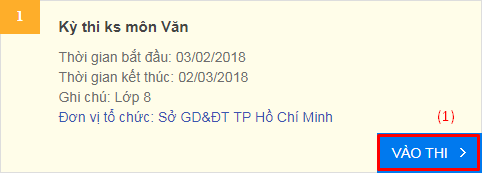 1
Kỳ thi ks môn Văn
Thời gian bắt đầu: 03/02/2018
Thời gian kết thúc: 02/03/2018
Ghi chú: Lớp 8
Đơn vị tổ chức: Sở GD&ĐT TP Hồ Chí Minh
(1)
VÀO THI >